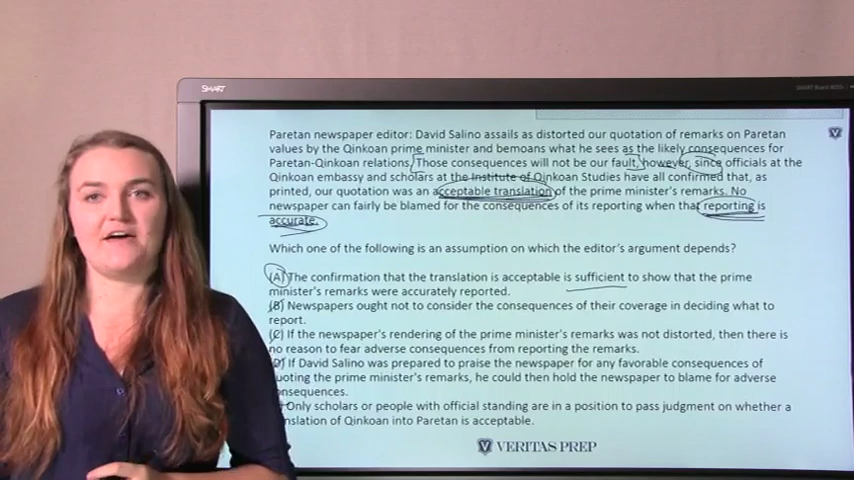 SMART
SMART Board
Paretan newspaper editor: David Salino assails as distorted our quotation of remarks on Paretan
values by the Qinkoan prime minister and bemoans what he sees as the likely consequences for
Paretan-Qinkoan relations. Those consequences will not be our fault, however, since officials at the
Qinkoan embassy and scholars at the Institute of Qinkoan Studies have all confirmed that, as
printed, our quotation was an acceptable translation of the prime minister's remarks. No
newspaper can fairly be blamed for the consequences of its reporting when that reporting is
accurate.
Which one of the following is an assumption on which the editor's argument depends?
(A) The confirmation that the translation is acceptable is sufficient to show that the prime
minister's remarks were accurately reported.
(B) Newspapers ought not to consider the consequences of their coverage in deciding what to
report.
(C) If the newspaper's rendering of the prime minister's remarks was not distorted, then there is
no reason to fear adverse consequences from reporting the remarks.
(D) If David Salino was prepared to praise the newspaper for any favorable consequences of
quoting the prime minister's remarks, he could then hold the newspaper to blame for adverse
onsequences.
Only scholars or people with official standing are in a position to pass judgment on whether a
nslation of Qinkoan into Paretan is acceptable.
VERITAS PREP